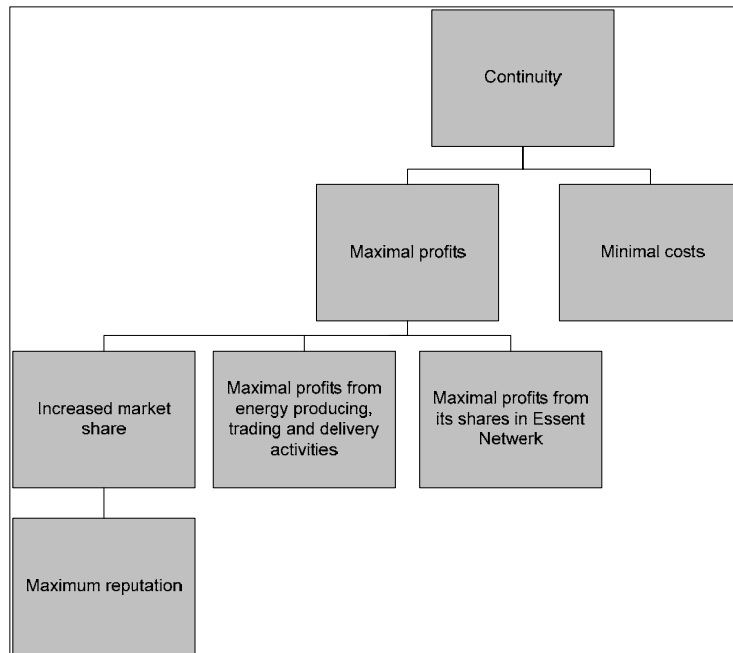 Continuity
Maximal profits
Minimal costs
Increased market
share
Maximal profits from
energy producing,
trading and delivery
activities
Maximal profits from
its shares in Essent
Netwerk
Maximum reputation